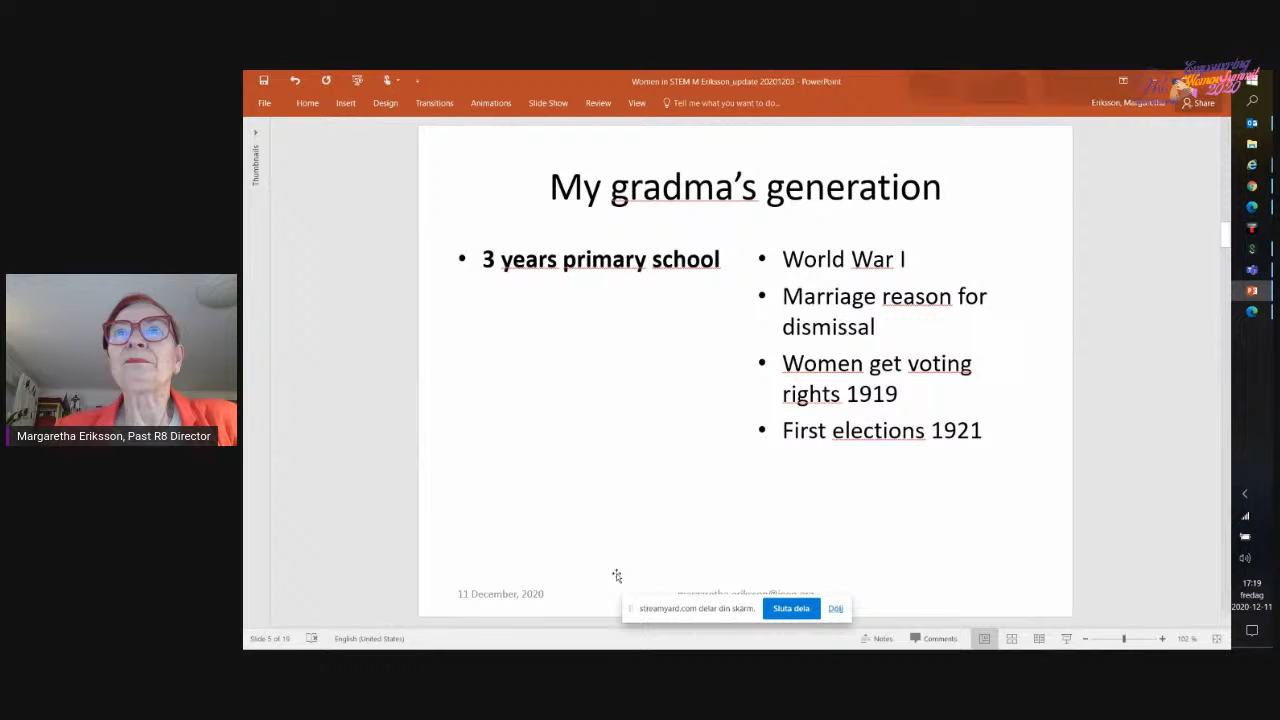 Empowering
Women Summit
2020
Women in STEM M Eriksson_update 20201203 - PowerPoint
File Home Insert Design Transitions Animations Slide Show Review View Tell me what you want to do...
Eriksson, Margaretha Share
Thumbnails
My gradma's generation
• 3 years primary school
• World War I
• Marriage reason for
dismissal
• Women get voting
rights 1919
• First elections 1921
Margaretha Eriksson, Past R8 Director
11 December, 2020
streamyard.com delar din skärm. Sluta dela Dölj
Slide 5 of 19 English (United States) Notes Comments 102 %
17:19
fredag
2020-12-11